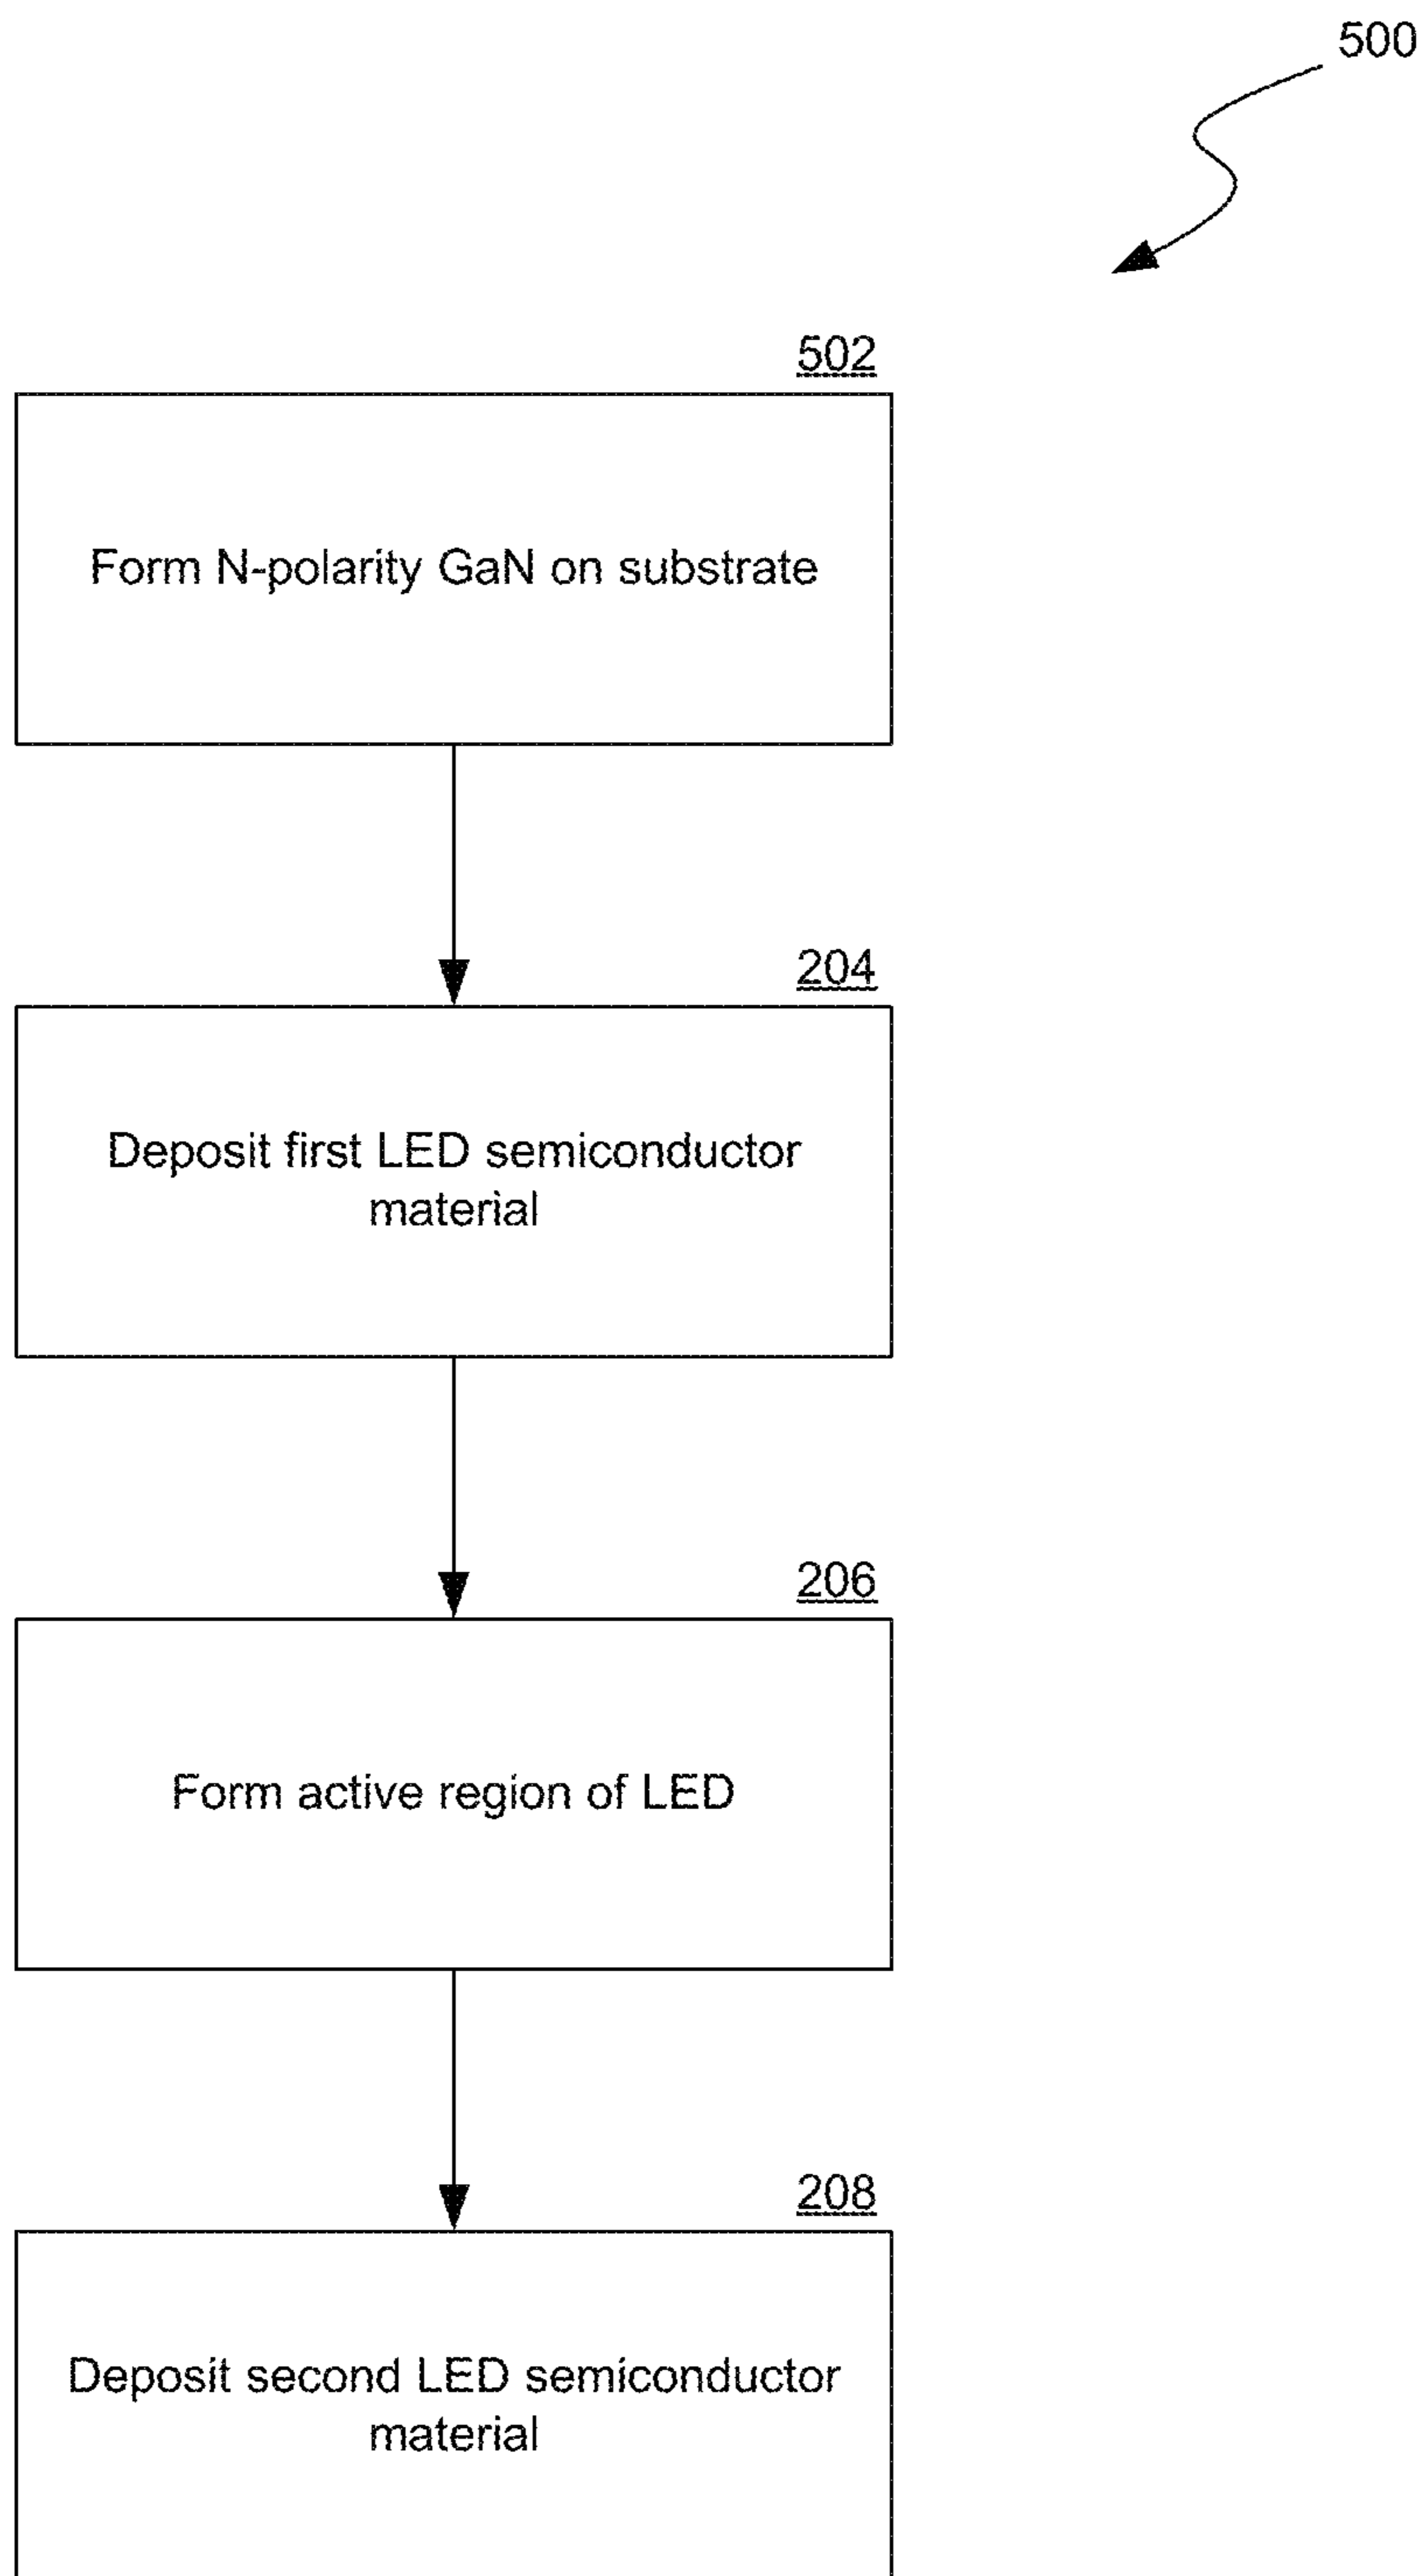 500
502
Form N-polarity GaN on substrate
204
Deposit first LED semiconductor
material
206
Form active region of LED
208
Deposit second LED semiconductor
material